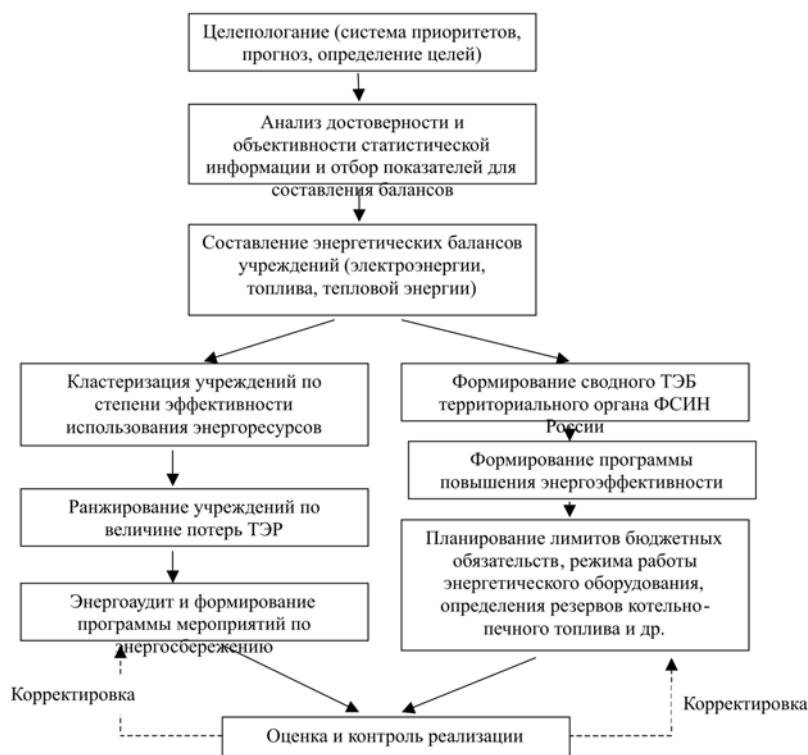 Целепологание (система приоритетов,
прогноз, определение целей)
Анализ достоверности и
объективности статистической
информации и отбор показателей для
составления балансов
Составление энергетических балансов
учреждений (электроэнергии,
топлива, тепловой энергии)
Кластеризация учреждений по
степени эффективности
использования энергоресурсов
Ранжирование учреждений по
величине потерь ТЭР
Энергоаудит и формирование
программы мероприятий по
энергосбережению
Формирование сводного ТЭБ
территориального органа ФСИН
России
Формирование программы
повышения энергоэффективности
Планирование лимитов бюджетных
обязательств, режима работы
энергетического оборудования,
определения резервов котельно-
печного топлива и др.
Корректировка
Корректировка
Оценка и контроль реализации